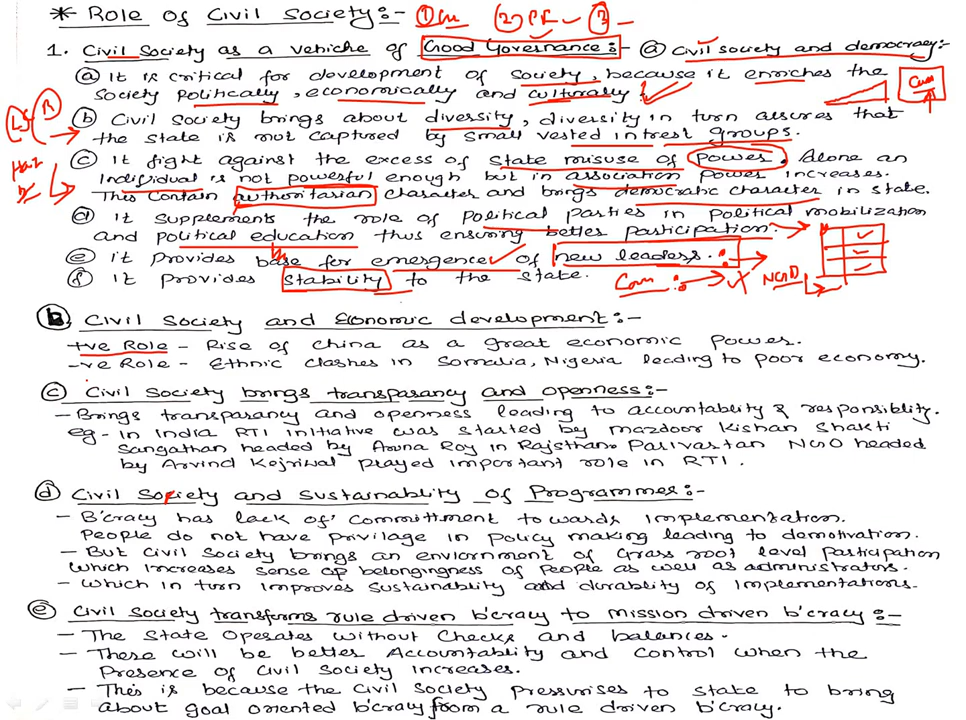 * Role of Civil Society:- ① (2) (3) -
1. Civil Society as a vehicle of Good Governance:- ⓐ Civil society and democracy:-
ⓐ It is critical for development of society, because it enriches the
society politically, economically and culturally.
ⓑ Civil Society brings about diversity, diversity in turn assures that
the state is not captured by small vested intrest groups.
ⓒ It fight against the excess of state misuse of power. Alone an
individual is not powerful enough but in association power increases.
This contain authoritarian character and brings democratic character in state.
ⓓ It supplements the role of political parties in political mobilization
and political education thus ensuring better participation.
ⓔ It provides base for emergence of new leaders.
ⓕ It provides stability to the state.
NGO
ⓑ Civil Society and Economic development:-
+ve Role - Rise of China as a great economic power.
-ve Role - Ethnic clashes in Somalia, Nigeria leading to poor economy.
ⓒ Civil Society brings transparancy and openness:-
- Brings transparancy and openness leading to accountablity & responsiblity.
eg - In India RTI initiative was started by mazdoor Kishan Shakti
Sangathan headed by Aruna Roy in Rajsthan. Parivartan NGO headed
by Arvind Kejriwal played important role in RTI.
ⓓ Civil Society and Sustainablity of Programmes:-
- B'cracy has lack of committment towards implemenzation.
People do not have privilage in policy making leading to demotivation.
- But Civil Society brings an enviornment of Grass root level participation
which increases sense of belongingness of people as well as administrators.
- which in turn improves sustainablity and durablity of implementations.
ⓔ Civil Society transforms rule driven b'cracy to mission driven b'cracy:-
- The State operates without Checks and balances.
- There will be better Accountablity and Control when the
Presence of Civil Society increases.
- This is because the Civil Society Pressurises to state to bring
about goal oriented b'cracy from a rule driven b'cracy.